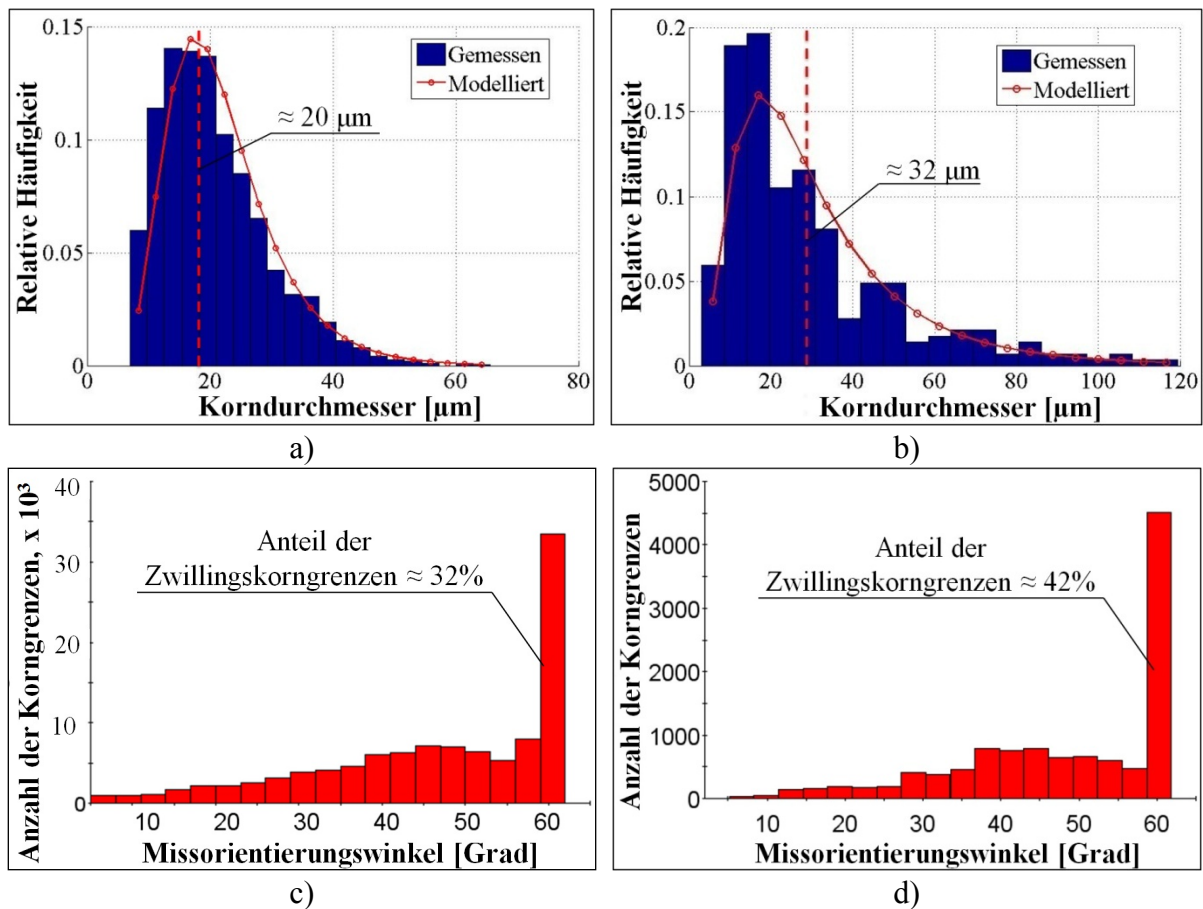 0.15
0.1
0.05
0
Relative Häufigkeit
Gemessen
Modelliert
≈ 20 µm
0 20 40 60 80
Korndurchmesser [µm]
a)
0.2
0.15
0.1
0.05
0
Relative Häufigkeit
Gemessen
Modelliert
≈ 32 µm
0 20 40 60 80 100 120
Korndurchmesser [µm]
b)
40
30
20
10
0
Anzahl der Korngrenzen, x 10³
Anteil der
Zwillingskorngrenzen ≈ 32%
10 20 30 40 50 60
Missorientierungswinkel [Grad]
c)
5000
4000
3000
2000
1000
0
Anzahl der Korngrenzen
Anteil der
Zwillingskorngrenzen ≈ 42%
10 20 30 40 50 60
Missorientierungswinkel [Grad]
d)